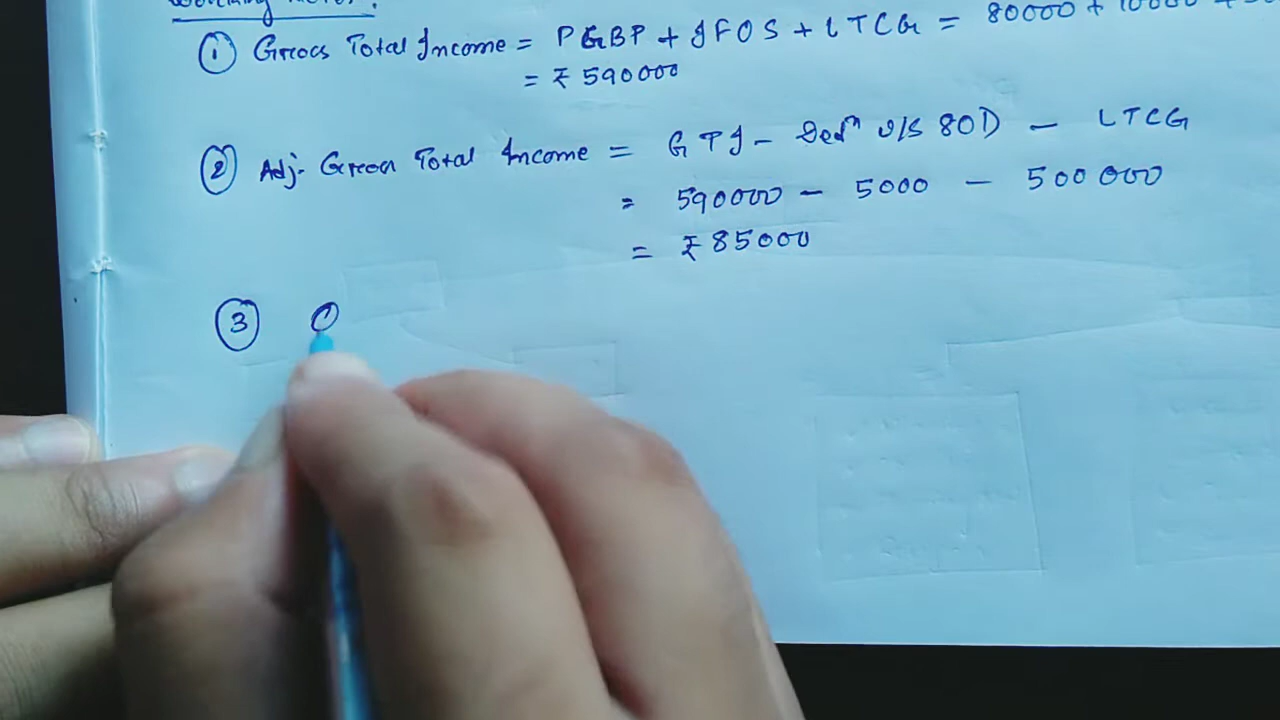 ① Gross Total Income = PGBP + IFOS + LTCG = 80000 + 10000 +
= ₹ 590000
② Adj. Gross Total Income = GTI - Dedⁿ u/s 80D - LTCG
= 590000 - 5000 - 500000
= ₹ 85000
③ O